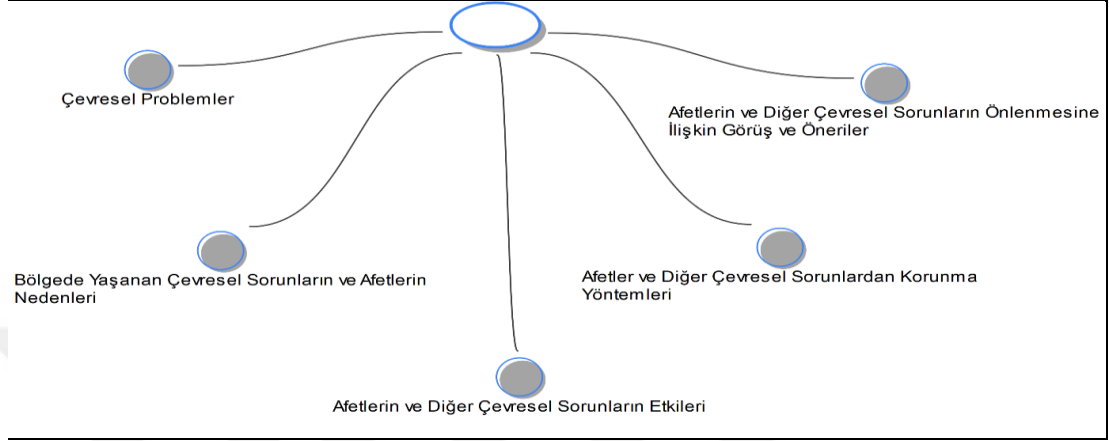 Çevresel Problemler
Afetlerin ve Diğer Çevresel Sorunların Önlenmesine
İlişkin Görüş ve Öneriler
Bölgede Yaşanan Çevresel Sorunların ve Afetlerin
Nedenleri
Afetler ve Diğer Çevresel Sorunlardan Korunma
Yöntemleri
Afetlerin ve Diğer Çevresel Sorunların Etkileri